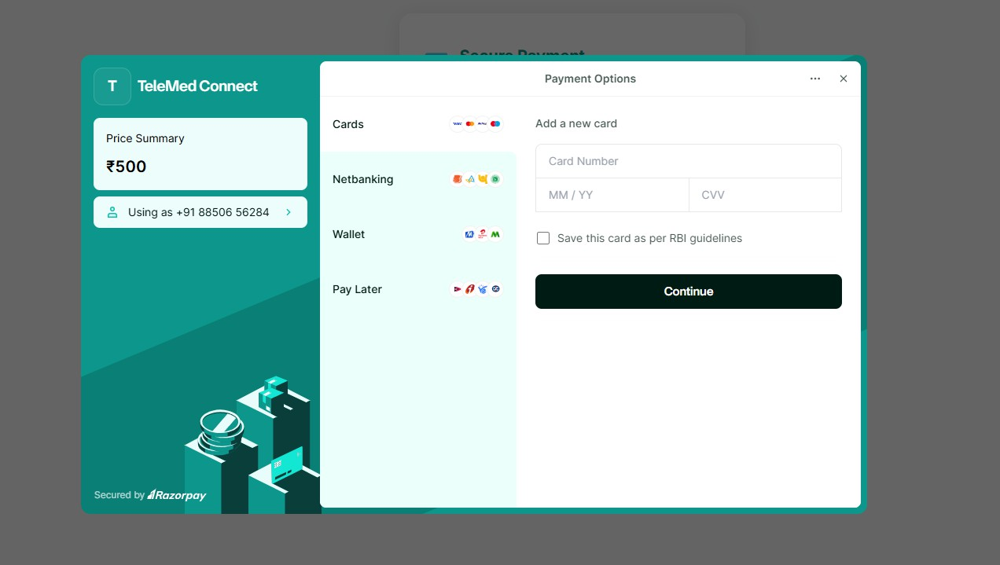 Secure Payment
T
TeleMed Connect
Price Summary
₹500
Using as +91 88506 56284
Secured by Razorpay
Payment Options
Cards
Netbanking
Wallet
Pay Later
Add a new card
Card Number
MM / YY
CVV
Save this card as per RBI guidelines
Continue